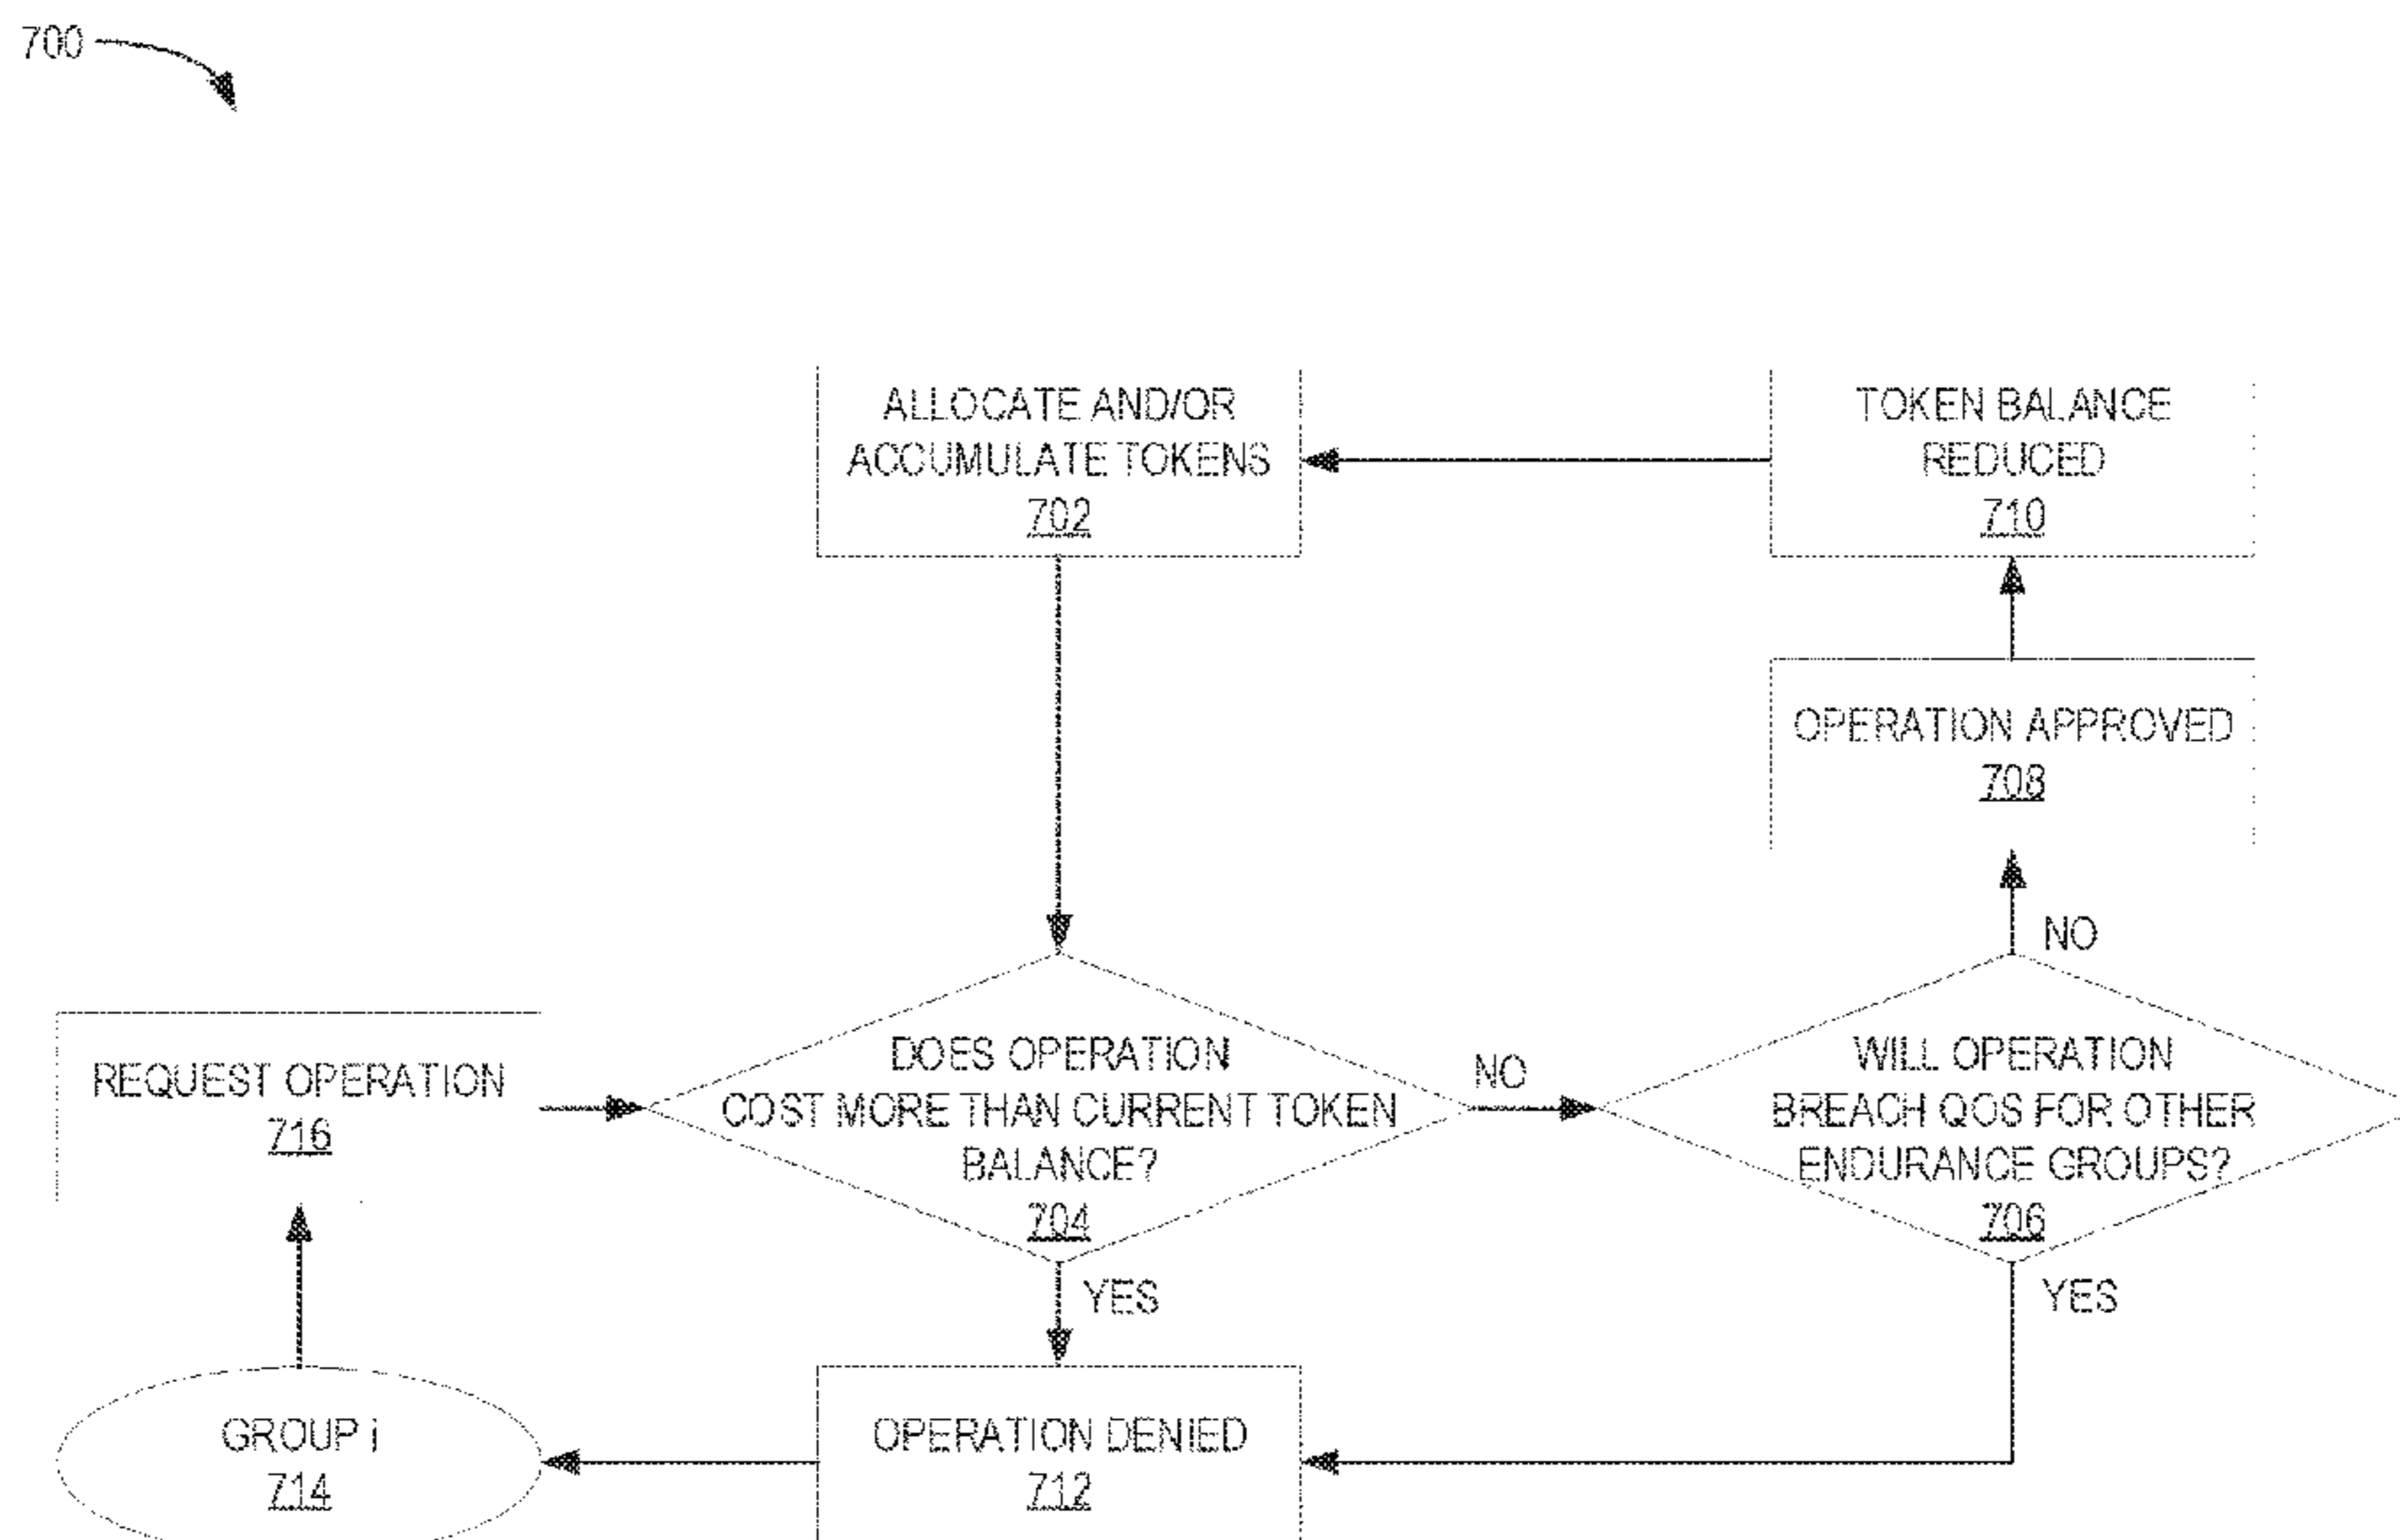 700
ALLOCATE AND/OR
ACCUMULATE TOKENS
702
TOKEN BALANCE
REDUCED
710
OPERATION APPROVED
708
NO
REQUEST OPERATION
716
DOES OPERATION
COST MORE THAN CURRENT TOKEN
BALANCE?
704
NO
WILL OPERATION
BREACH QOS FOR OTHER
ENDURANCE GROUPS?
706
YES
YES
GROUP i
714
OPERATION DENIED
712